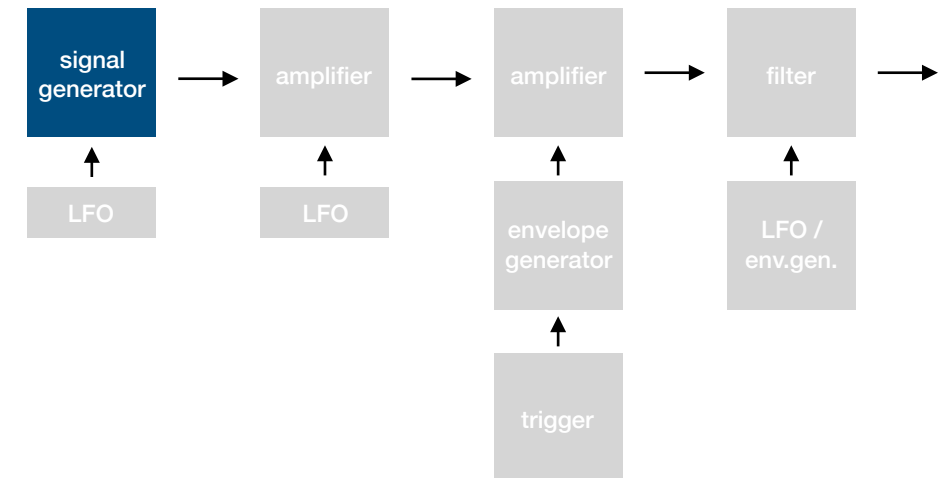 signal
generator
amplifier
amplifier
filter
LFO
LFO
envelope
generator
LFO /
env.gen.
trigger